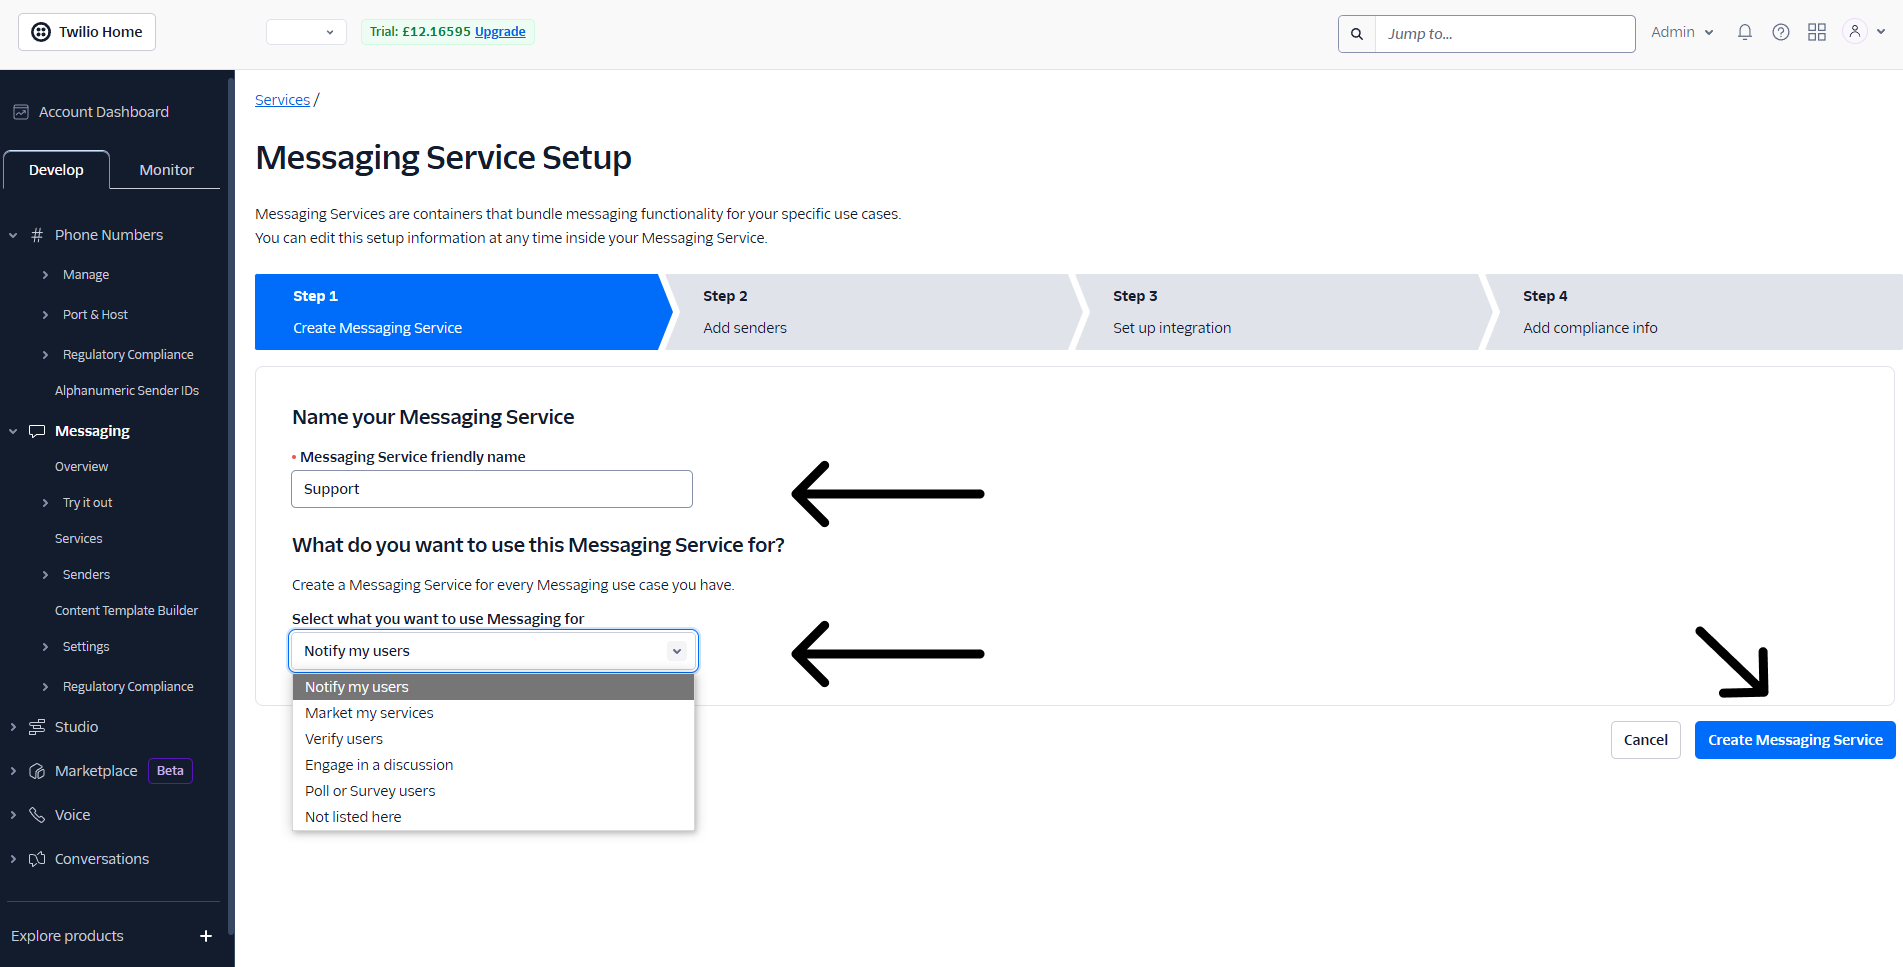 Twilio Home
Trial: £12.16595 Upgrade
Jump to...
Admin
Account Dashboard
Develop
Monitor
Phone Numbers
Manage
Port & Host
Regulatory Compliance
Alphanumeric Sender IDs
Messaging
Overview
Try it out
Services
Senders
Content Template Builder
Settings
Regulatory Compliance
Studio
Marketplace Beta
Voice
Conversations
Explore products +
Services /
Messaging Service Setup
Messaging Services are containers that bundle messaging functionality for your specific use cases.
You can edit this setup information at any time inside your Messaging Service.
Step 1
Create Messaging Service
Step 2
Add senders
Step 3
Set up integration
Step 4
Add compliance info
Name your Messaging Service
• Messaging Service friendly name
Support
What do you want to use this Messaging Service for?
Create a Messaging Service for every Messaging use case you have.
Select what you want to use Messaging for
Notify my users
Notify my users
Market my services
Verify users
Engage in a discussion
Poll or Survey users
Not listed here
Cancel
Create Messaging Service